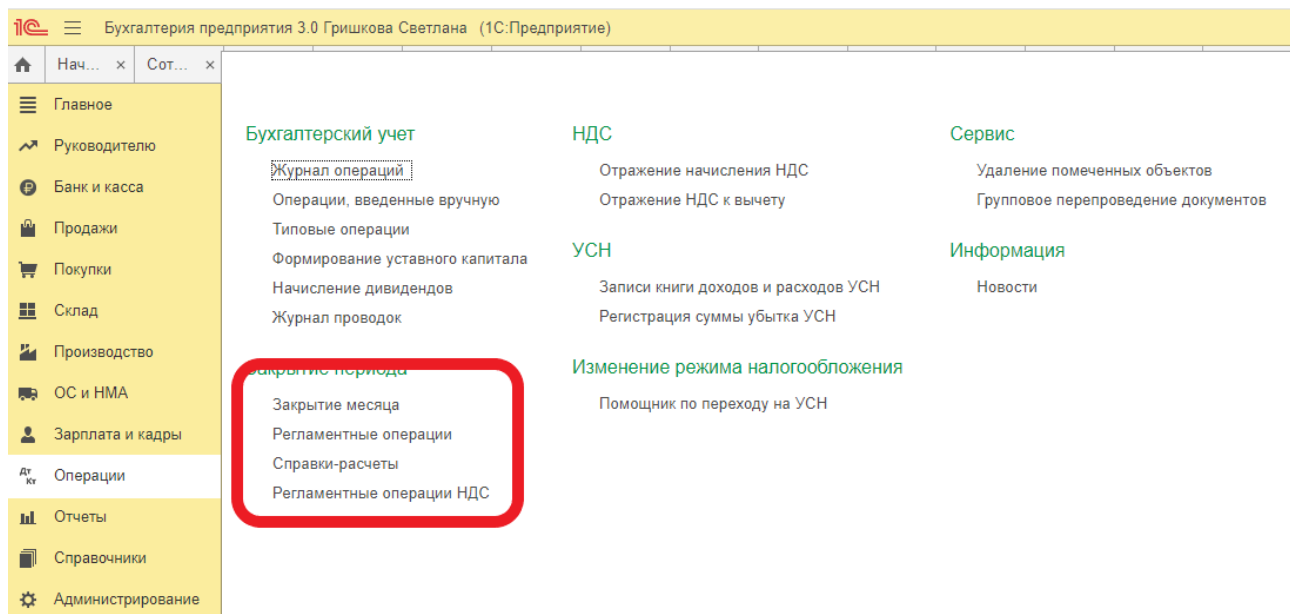 1С Бухгалтерия предприятия 3.0 Гришкова Светлана (1С:Предприятие)
Нач... × Сот... ×
Главное
Руководителю
Банк и касса
Продажи
Покупки
Склад
Производство
ОС и НМА
Зарплата и кадры
Дт Кт Операции
Отчеты
Справочники
Администрирование
Бухгалтерский учет
Журнал операций
Операции, введенные вручную
Типовые операции
Формирование уставного капитала
Начисление дивидендов
Журнал проводок
Закрытие периода
Закрытие месяца
Регламентные операции
Справки-расчеты
Регламентные операции НДС
НДС
Отражение начисления НДС
Отражение НДС к вычету
УСН
Записи книги доходов и расходов УСН
Регистрация суммы убытка УСН
Изменение режима налогообложения
Помощник по переходу на УСН
Сервис
Удаление помеченных объектов
Групповое перепроведение документов
Информация
Новости